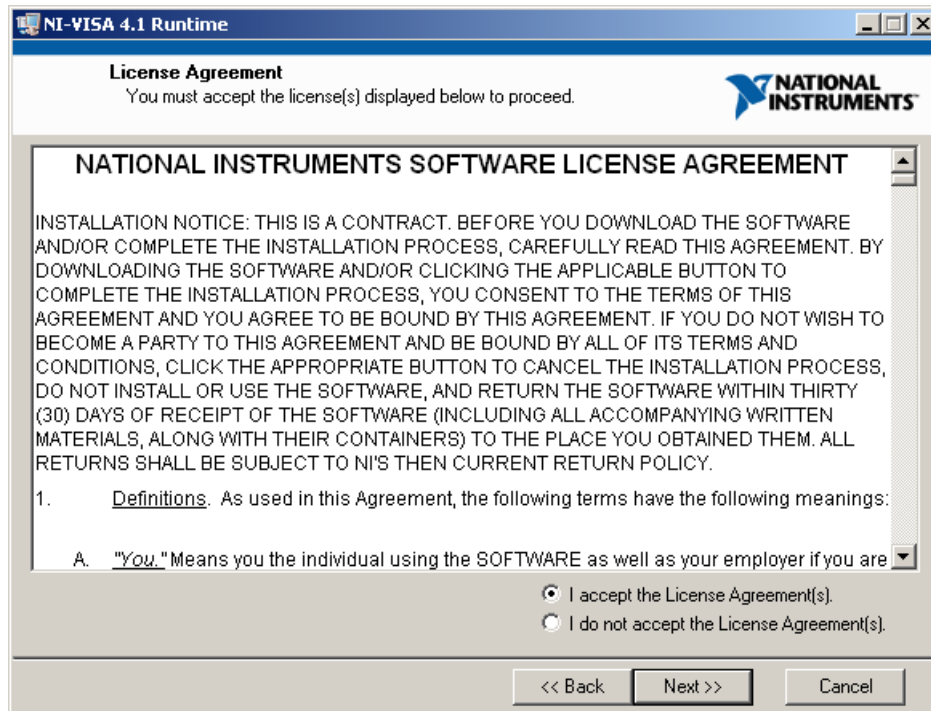 NI-VISA 4.1 Runtime
License Agreement
You must accept the license(s) displayed below to proceed.
NATIONAL
INSTRUMENTS
NATIONAL INSTRUMENTS SOFTWARE LICENSE AGREEMENT
INSTALLATION NOTICE: THIS IS A CONTRACT. BEFORE YOU DOWNLOAD THE SOFTWARE
AND/OR COMPLETE THE INSTALLATION PROCESS, CAREFULLY READ THIS AGREEMENT. BY
DOWNLOADING THE SOFTWARE AND/OR CLICKING THE APPLICABLE BUTTON TO
COMPLETE THE INSTALLATION PROCESS, YOU CONSENT TO THE TERMS OF THIS
AGREEMENT AND YOU AGREE TO BE BOUND BY THIS AGREEMENT. IF YOU DO NOT WISH TO
BECOME A PARTY TO THIS AGREEMENT AND BE BOUND BY ALL OF ITS TERMS AND
CONDITIONS, CLICK THE APPROPRIATE BUTTON TO CANCEL THE INSTALLATION PROCESS,
DO NOT INSTALL OR USE THE SOFTWARE, AND RETURN THE SOFTWARE WITHIN THIRTY
(30) DAYS OF RECEIPT OF THE SOFTWARE (INCLUDING ALL ACCOMPANYING WRITTEN
MATERIALS, ALONG WITH THEIR CONTAINERS) TO THE PLACE YOU OBTAINED THEM. ALL
RETURNS SHALL BE SUBJECT TO NI'S THEN CURRENT RETURN POLICY.
1. Definitions. As used in this Agreement, the following terms have the following meanings:
A. "You." Means you the individual using the SOFTWARE as well as your employer if you are
I accept the License Agreement(s).
I do not accept the License Agreement(s).
<< Back Next >> Cancel